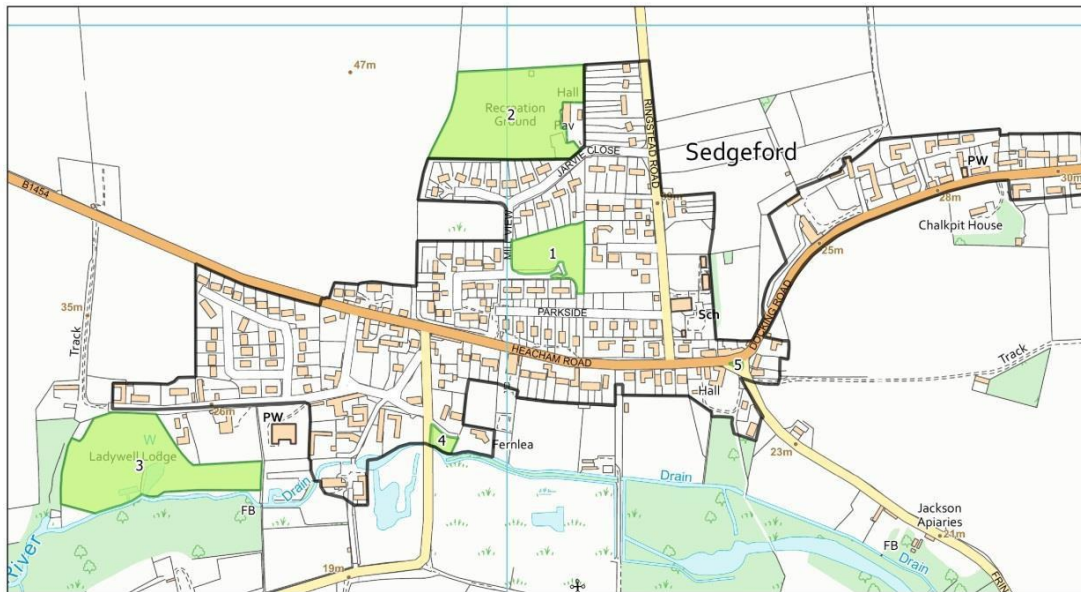 47m
Hall
Recreation
Ground
2
Pav
JARVIE CLOSE
RINGSTEAD ROAD
Sedgeford
PW
30m
B1454
28m
Chalkpit House
MILL VIEW
25m
1
35m
Track
PARKSIDE
Sch
DOCKING ROAD
HEACHAM ROAD
5
Track
Hall
26m
PW
W
Ladywell Lodge
3
4
Fernlea
23m
Drain
Drain
FB
Jackson
Apiaries
21m
FB
Drain
River
19m
FRIN